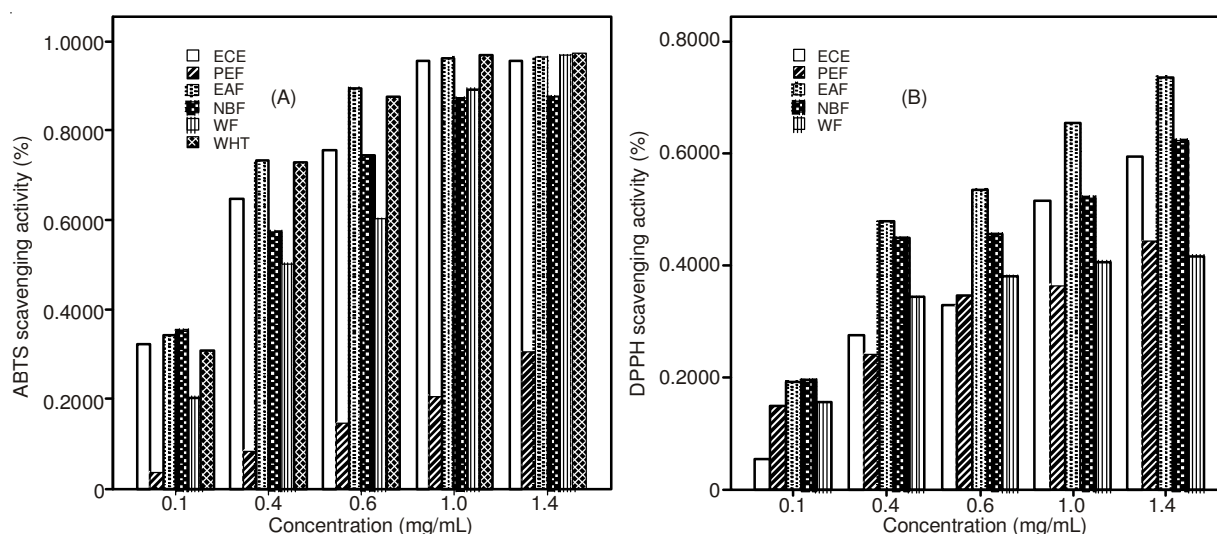 ABTS scavenging activity (%)
1.0000
0.8000
0.6000
0.4000
0.2000
0
ECE
PEF
EAF
NBF
WF
WHT
(A)
0.1 0.4 0.6 1.0 1.4
Concentration (mg/mL)
DPPH scavenging activity (%)
0.8000
0.6000
0.4000
0.2000
0
ECE
PEF
EAF
NBF
WF
(B)
0.1 0.4 0.6 1.0 1.4
Concentration (mg/mL)